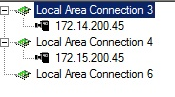 Local Area Connection 3
172.14.200.45
Local Area Connection 4
172.15.200.45
Local Area Connection 6